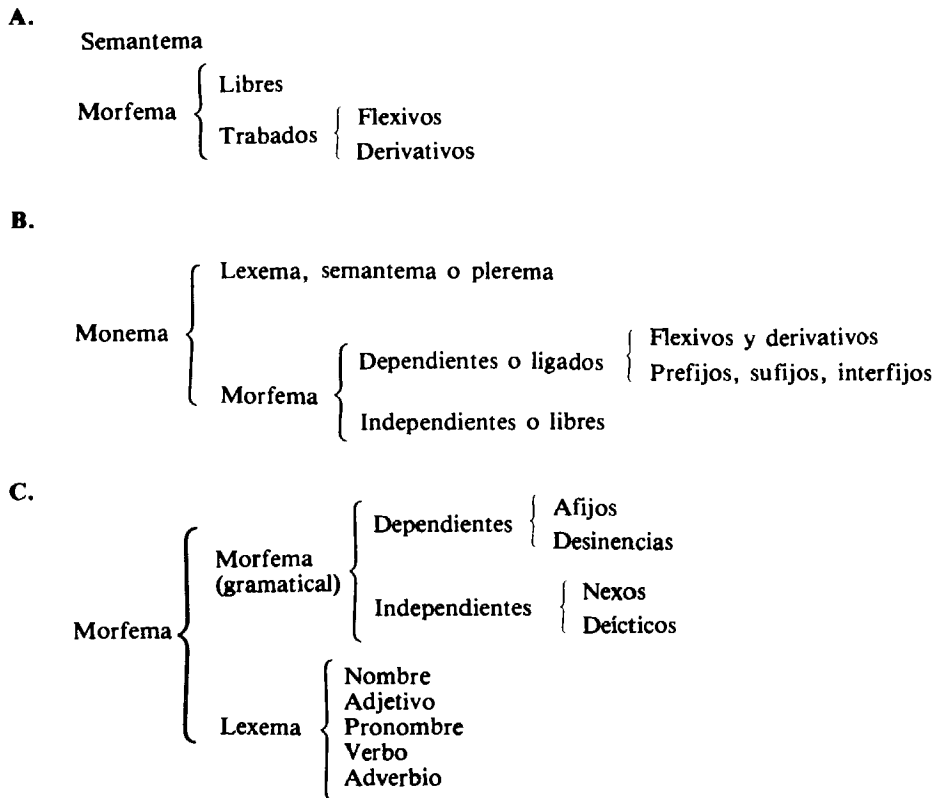 A.
Semantema
Morfema
Libres
Trabados
Flexivos
Derivativos
B.
Monema
Lexema, semantema o plerema
Morfema
Dependientes o ligados
Flexivos y derivativos
Prefijos, sufijos, interfijos
Independientes o libres
C.
Morfema
Morfema
(gramatical)
Dependientes
Afijos
Desinencias
Independientes
Nexos
Deícticos
Lexema
Nombre
Adjetivo
Pronombre
Verbo
Adverbio